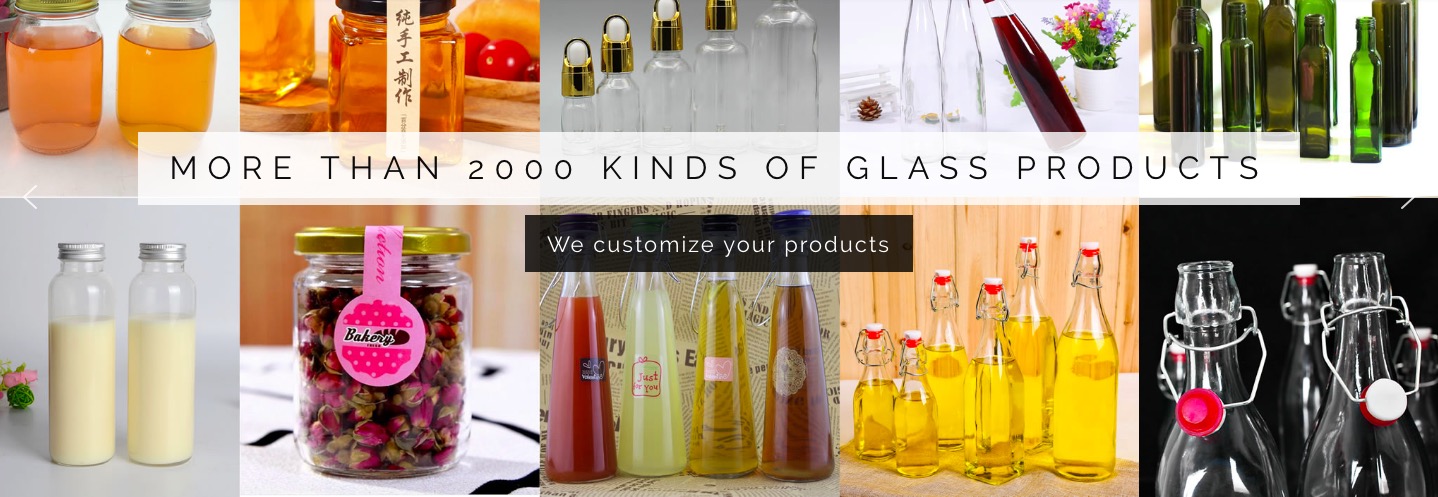 纯手工制作
MORE THAN 2000 KINDS OF GLASS PRODUCTS
We customize your products
Bakery
Just
for you